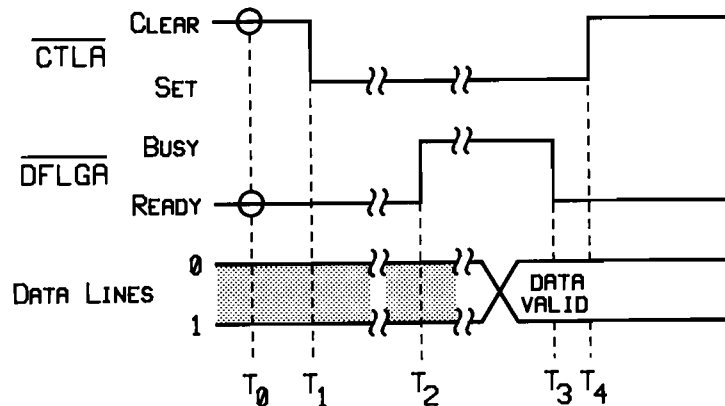 CLEAR
CTLA
SET
BUSY
DFLGA
READY
0
DATA LINES
1
DATA
VALID
T0 T1 T2 T3 T4